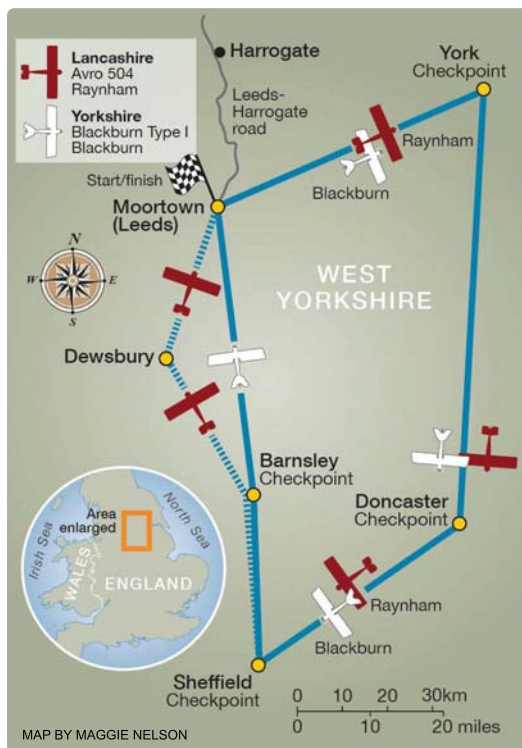 Lancashire
Avro 504
Raynham
Yorkshire
Blackburn Type I
Blackburn
Harrogate
Leeds-
Harrogate
road
York
Checkpoint
Raynham
Blackburn
Start/finish
Moortown
(Leeds)
N
W
E
S
WEST
YORKSHIRE
Dewsbury
Barnsley
Checkpoint
Doncaster
Checkpoint
Area
enlarged
North Sea
Irish Sea
WALES
ENGLAND
Raynham
Blackburn
Sheffield
Checkpoint
0 10 20 30km
0 10 20 miles
MAP BY MAGGIE NELSON